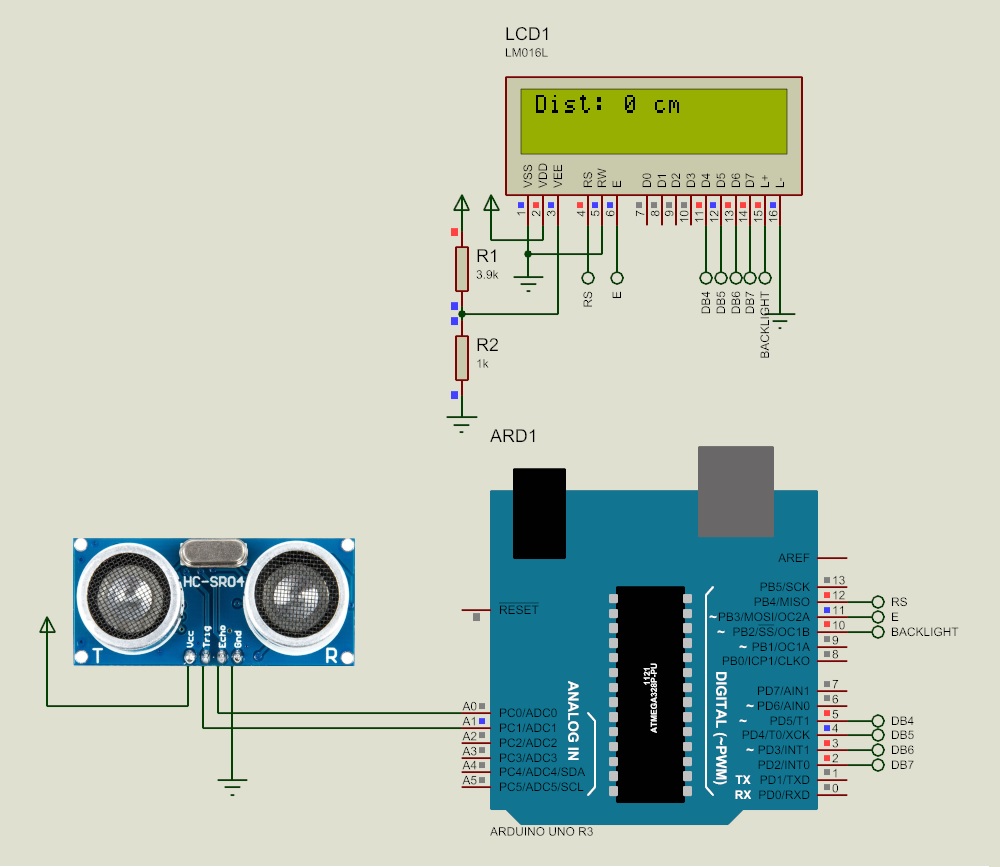 LCD1
LM016L
Dist: 0 cm
VSS VDD VEE RS RW E D0 D1 D2 D3 D4 D5 D6 D7 L+ L-
1 2 3 4 5 6 7 8 9 10 11 12 13 14 15 16
R1
3.9k
RS E DB4 DB5 DB6 DB7 BACKLIGHT
R2
1k
ARD1
AREF
13 PB5/SCK
12 PB4/MISO RS
11 ~PB3/MOSI/OC2A E
10 ~ PB2/SS/OC1B BACKLIGHT
9 ~ PB1/OC1A
8 PB0/ICP1/CLKO
7 PD7/AIN1
6 ~ PD6/AIN0
5 ~ PD5/T1 DB4
4 PD4/T0/XCK DB5
3 ~ PD3/INT1 DB6
2 PD2/INT0 DB7
1 TX PD1/TXD
0 RX PD0/RXD
RESET
1121
ATMEGA328P-PU
DIGITAL (~PWM)
ANALOG IN
A0 PC0/ADC0
A1 PC1/ADC1
A2 PC2/ADC2
A3 PC3/ADC3
A4 PC4/ADC4/SDA
A5 PC5/ADC5/SCL
ARDUINO UNO R3
HC-SR04
Vcc Trig Echo Gnd
T R